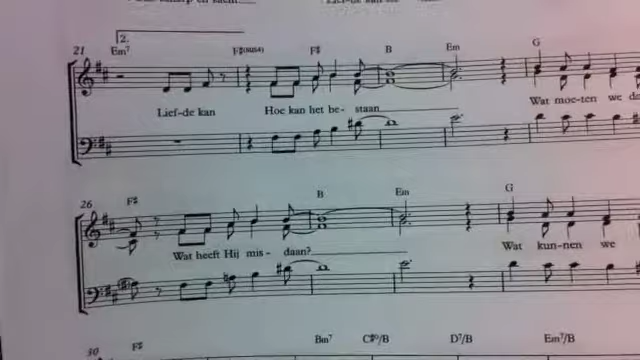 2.
21 Em7 F#(sus4) F# B Em G
Lief-de kan Hoe kan het be-staan Wat moe-ten we
26 F# B Em G
Wat heeft Hij mis-daan? Wat kun-nen we
30 F# Bm7 C#°/B D7/B Em7/B